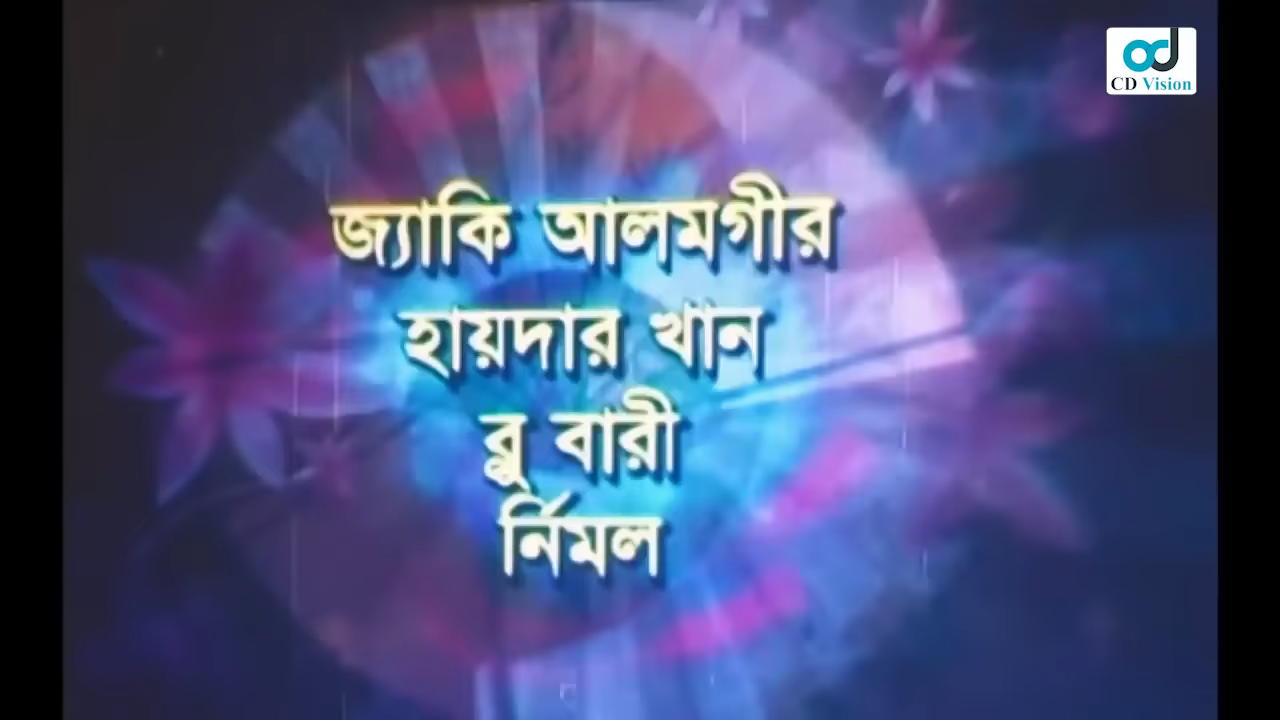 CD Vision
জ্যাকি আলমগীর
হায়দার খান
ব্লু বারী
র্নিমল